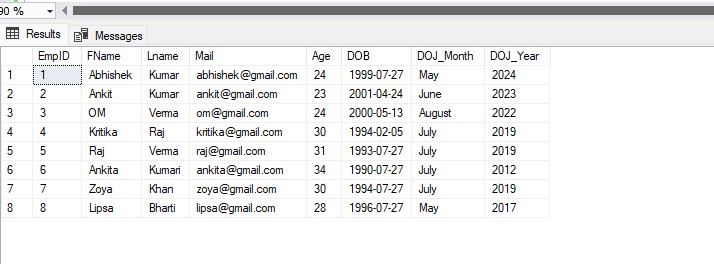 90 %
Results Messages
EmpID FName Lname Mail Age DOB DOJ_Month DOJ_Year
1 1 Abhishek Kumar abhishek@gmail.com 24 1999-07-27 May 2024
2 2 Ankit Kumar ankit@gmail.com 23 2001-04-24 June 2023
3 3 OM Verma om@gmail.com 24 2000-05-13 August 2022
4 4 Kritika Raj kritika@gmail.com 30 1994-02-05 July 2019
5 5 Raj Verma raj@gmail.com 31 1993-07-27 July 2019
6 6 Ankita Kumari ankita@gmail.com 34 1990-07-27 July 2012
7 7 Zoya Khan zoya@gmail.com 30 1994-07-27 July 2019
8 8 Lipsa Bharti lipsa@gmail.com 28 1996-07-27 May 2017